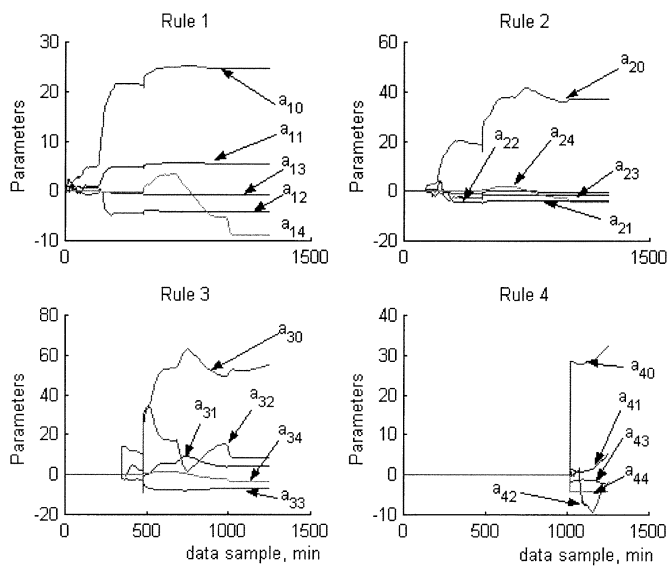 Rule 1
Rule 2
30
20
10
0
-10
Parameters
a10
a11
a13
a12
a14
0
1500
60
40
20
0
-20
Parameters
a20
a22
a24
a23
a21
0
500
1000
1500
Rule 3
Rule 4
80
60
40
20
0
-20
Parameters
a30
a31
a32
a34
a33
0
500
1000
1500
data sample, min
40
30
20
10
0
-10
Parameters
a40
a41
a43
a44
a42
0
500
1000
1500
data sample, min